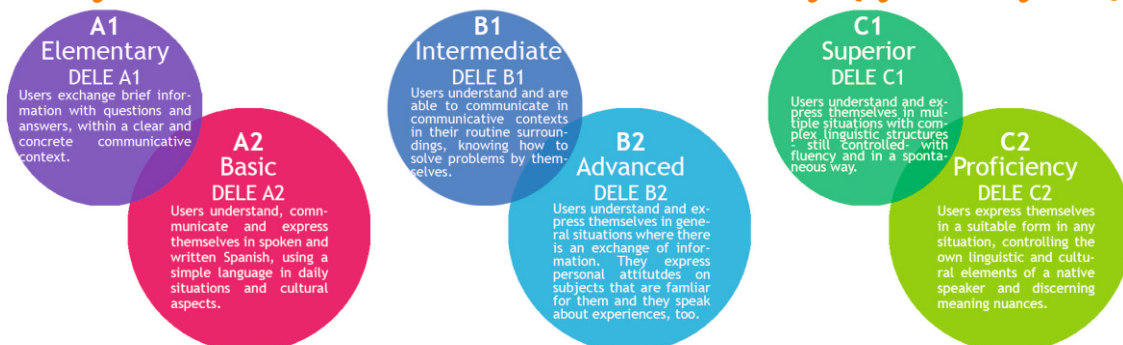 A1
Elementary
DELE A1
Users exchange brief infor-
mation with questions and
answers, within a clear and
concrete communicative
context.
A2
Basic
DELE A2
Users understand, comn-
municate and express
themselves in spoken and
written Spanish, using a
simple language in daily
situations and cultural
aspects.
B1
Intermediate
DELE B1
Users understand and are
able to communicate in
communicative contexts
in their routine surroun-
dings, knowing how to
solve problems by them-
selves.
B2
Advanced
DELE B2
Users understand and ex-
press themselves in gene-
ral situations where there
is an exchange of infor-
mation. They express
personal attitutdes on
subjects that are famliar
for them and they speak
about experiences, too.
C1
Superior
DELE C1
Users understand and ex-
press themselves in mul-
tiple situations with com-
plex linguistic structures
- still controlled- with
fluency and in a sponta-
neous way.
C2
Proficiency
DELE C2
Users express themselves
in a suitable form in any
situation, controlling the
own linguistic and cultu-
ral elements of a native
speaker and discerning
meaning nuances.